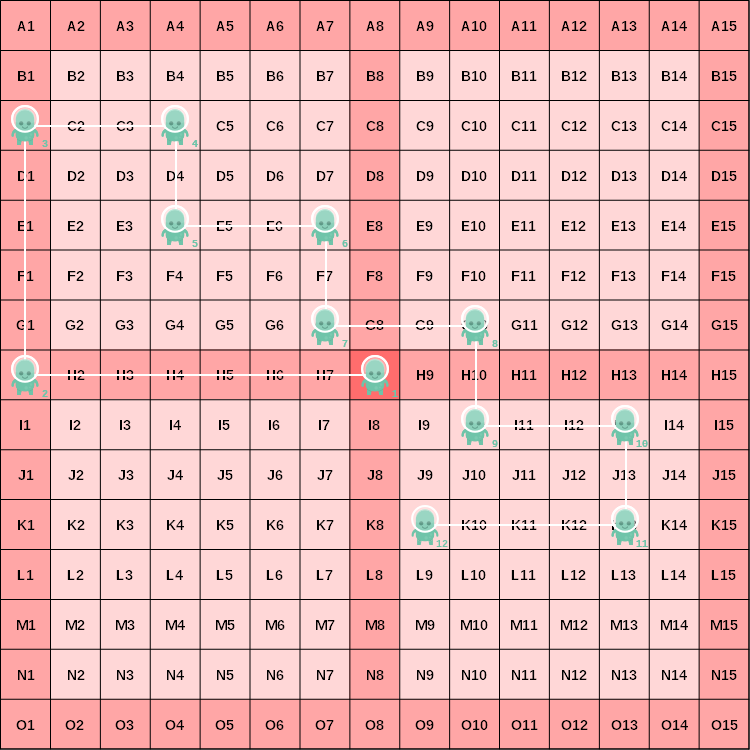 A1 A2 A3 A4 A5 A6 A7 A8 A9 A10 A11 A12 A13 A14 A15
B1 B2 B3 B4 B5 B6 B7 B8 B9 B10 B11 B12 B13 B14 B15
C2 C3 C5 C6 C7 C8 C9 C10 C11 C12 C13 C14 C15
3 4
D1 D2 D3 D4 D5 D6 D7 D8 D9 D10 D11 D12 D13 D14 D15
E1 E2 E3 E5 E6 E8 E9 E10 E11 E12 E13 E14 E15
5 6
F1 F2 F3 F4 F5 F6 F7 F8 F9 F10 F11 F12 F13 F14 F15
G1 G2 G3 G4 G5 G6 G8 G9 G11 G12 G13 G14 G15
7 8
H2 H3 H4 H5 H6 H7 H9 H10 H11 H12 H13 H14 H15
2 1
I1 I2 I3 I4 I5 I6 I7 I8 I9 I11 I12 I14 I15
9 10
J1 J2 J3 J4 J5 J6 J7 J8 J9 J10 J11 J12 J13 J14 J15
K1 K2 K3 K4 K5 K6 K7 K8 K10 K11 K12 K14 K15
12 11
L1 L2 L3 L4 L5 L6 L7 L8 L9 L10 L11 L12 L13 L14 L15
M1 M2 M3 M4 M5 M6 M7 M8 M9 M10 M11 M12 M13 M14 M15
N1 N2 N3 N4 N5 N6 N7 N8 N9 N10 N11 N12 N13 N14 N15
O1 O2 O3 O4 O5 O6 O7 O8 O9 O10 O11 O12 O13 O14 O15